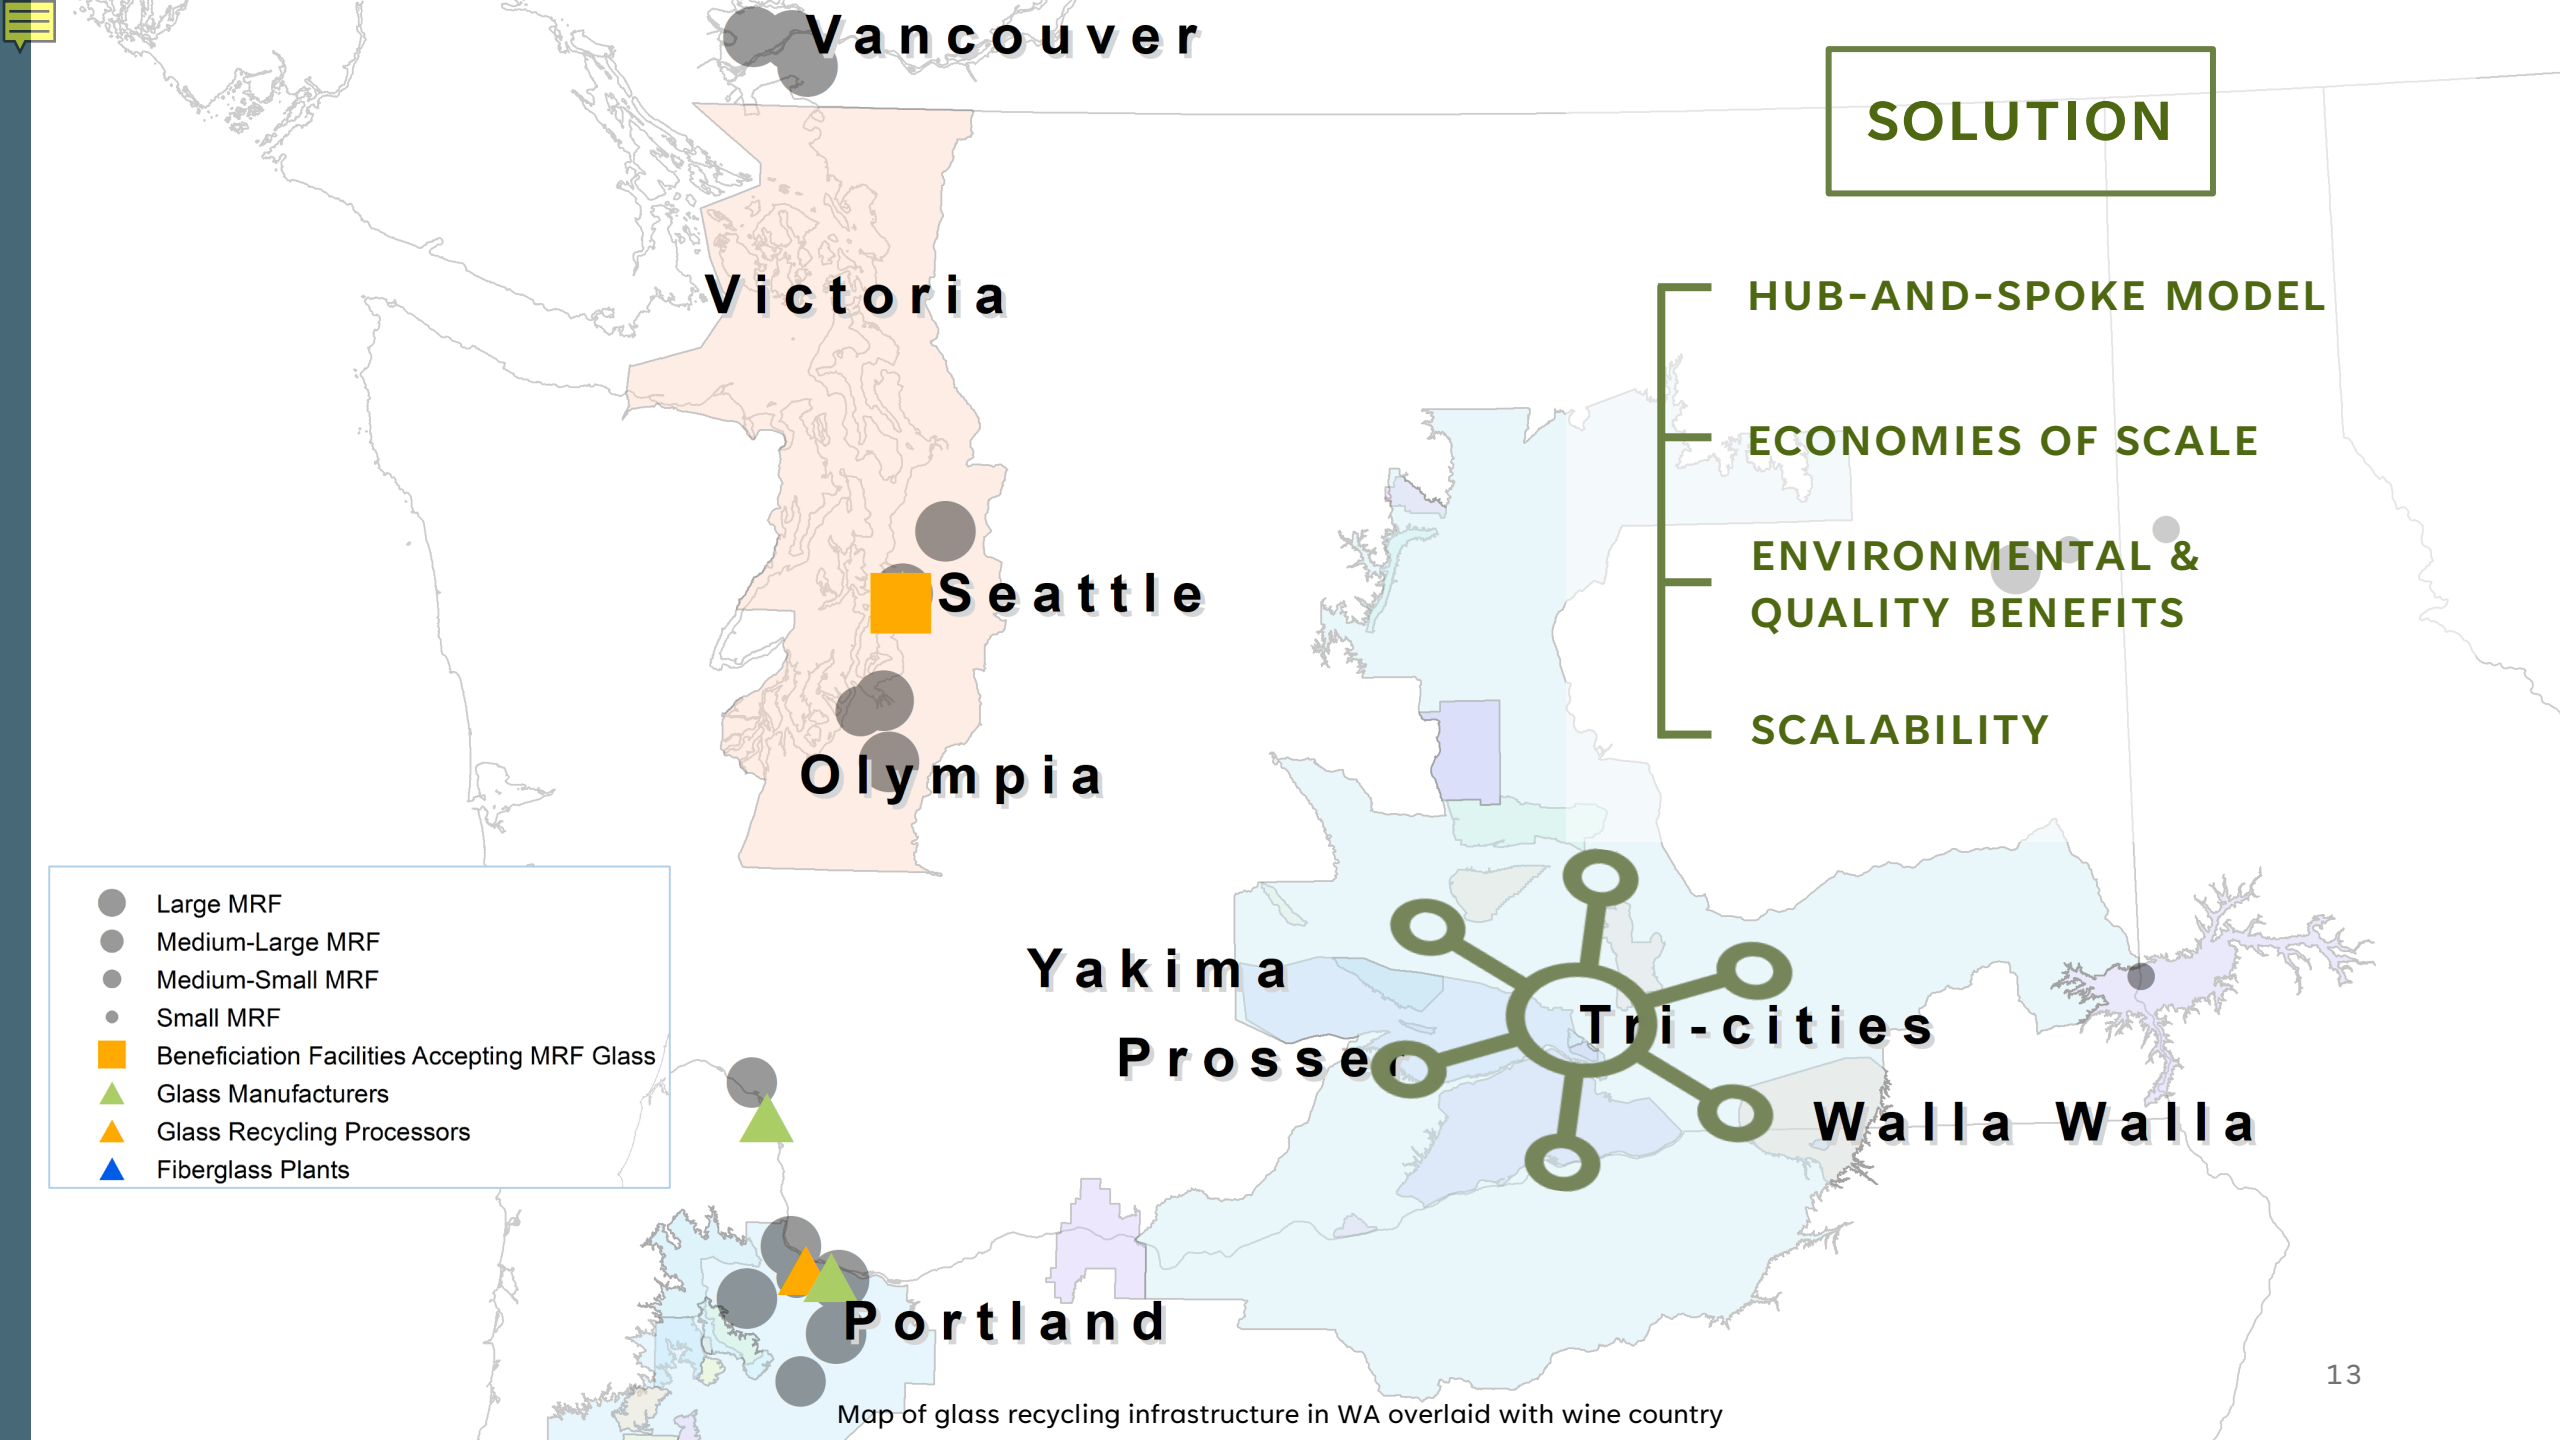 Vancouver
SOLUTION
Victoria
HUB-AND-SPOKE MODEL
ECONOMIES OF SCALE
ENVIRONMENTAL &
QUALITY BENEFITS
Seattle
SCALABILITY
Olympia
Large MRF
Medium-Large MRF
Medium-Small MRF
Small MRF
Beneficiation Facilities Accepting MRF Glass
Glass Manufacturers
Glass Recycling Processors
Fiberglass Plants
Yakima
Tri-cities
Prosser
Walla Walla
Portland
13
Map of glass recycling infrastructure in WA overlaid with wine country